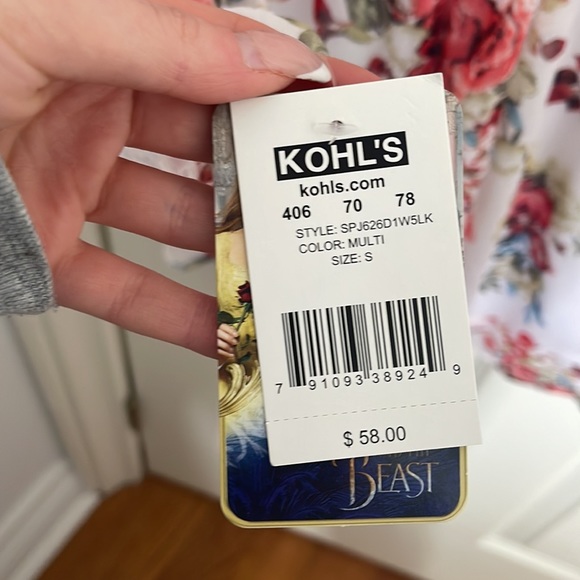 KOHL'S
kohls.com
406 70 78
STYLE: SPJ626D1W5LK
COLOR: MULTI
SIZE: S
7 91093 38924 9
$ 58.00
BEAST